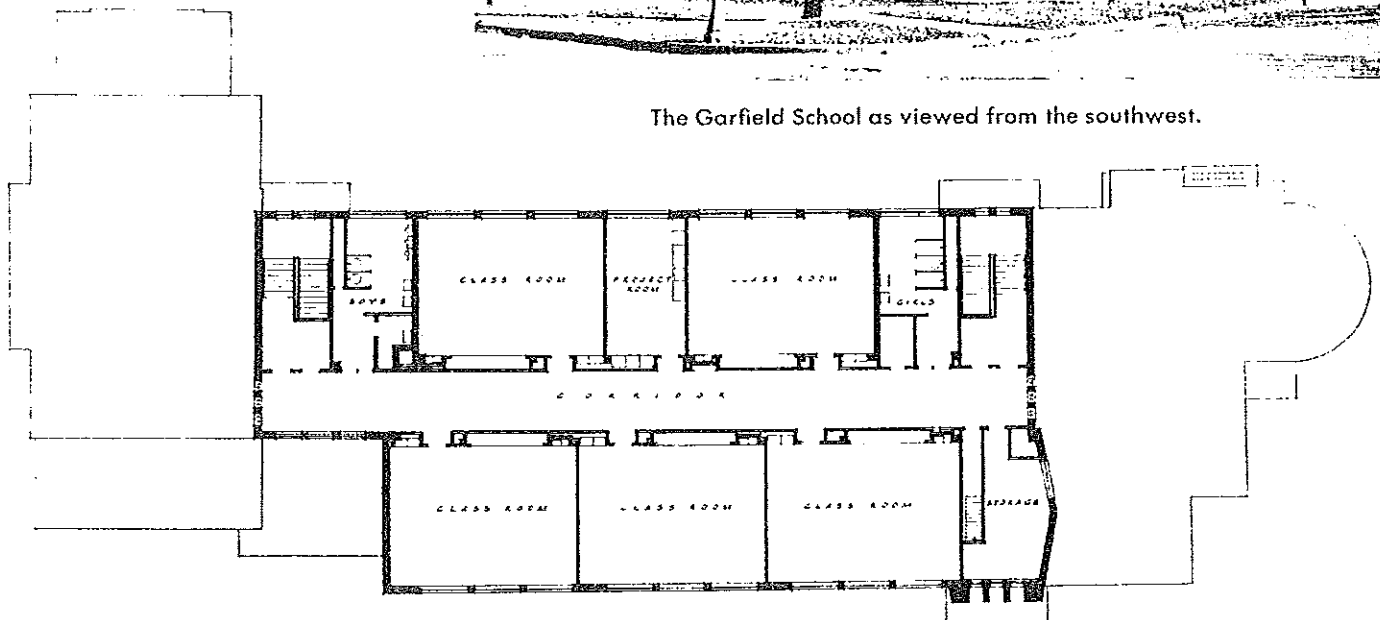 The Garfield School as viewed from the southwest.
CLASS ROOM
PROJECT
ROOM
CLASS ROOM
BOYS
GIRLS
CORRIDOR
CLASS ROOM
CLASS ROOM
CLASS ROOM
STORAGE